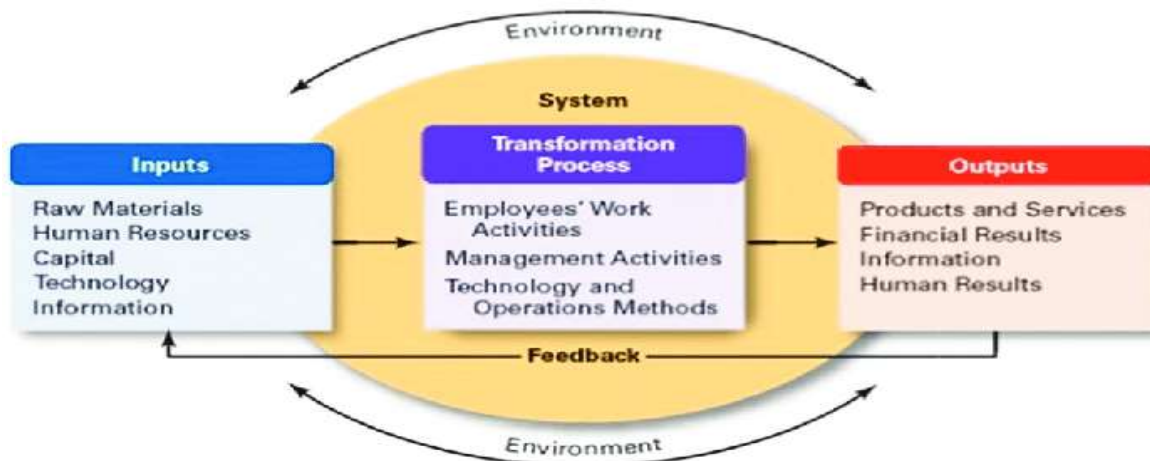 Environment
System
Inputs
Raw Materials
Human Resources
Capital
Technology
Information
Transformation
Process
Employees' Work
Activities
Management Activities
Technology and
Operations Methods
Outputs
Products and Services
Financial Results
Information
Human Results
Feedback
Environment